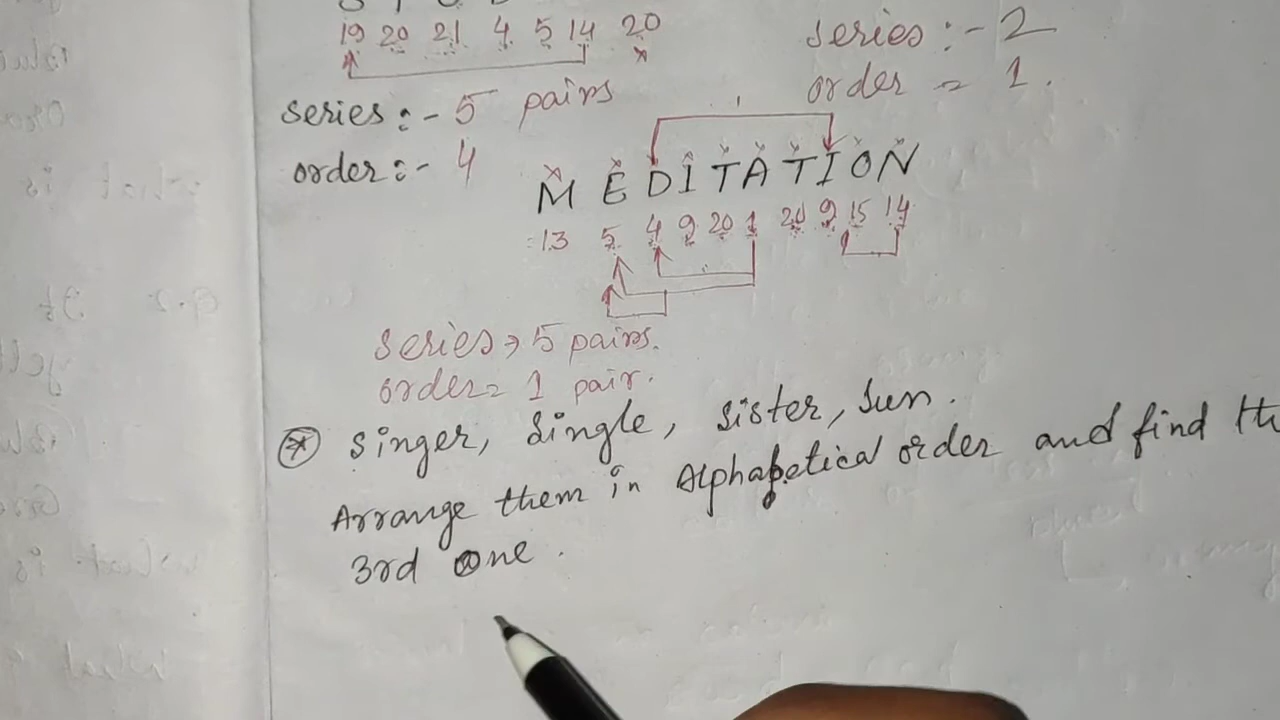 19 20 21 4 5 14 20
series :- 2
order = 1.
series :- 5 pairs
order :- 4
1
MEDITATION
13 5 4 9 20 1 20 9 15 14
series → 5 pairs.
order = 1 pair.
singer, single, sister, sun.
Arrange them in Alphabetical order and find th
3rd one.